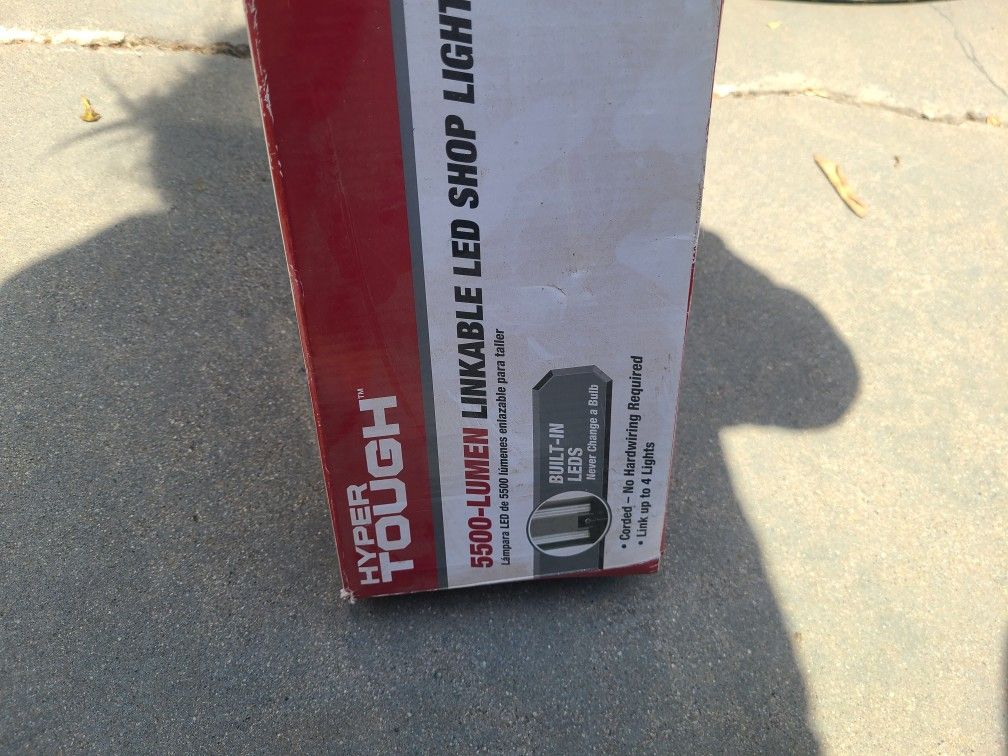 HYPER
TOUGH™
5500-LUMEN LINKABLE LED SHOP LIGHT
Lámpara LED de 5500 lúmenes enlazable para taller
BUILT-IN
LEDS
Never Change a Bulb
• Corded – No Hardwiring Required
• Link up to 4 Lights